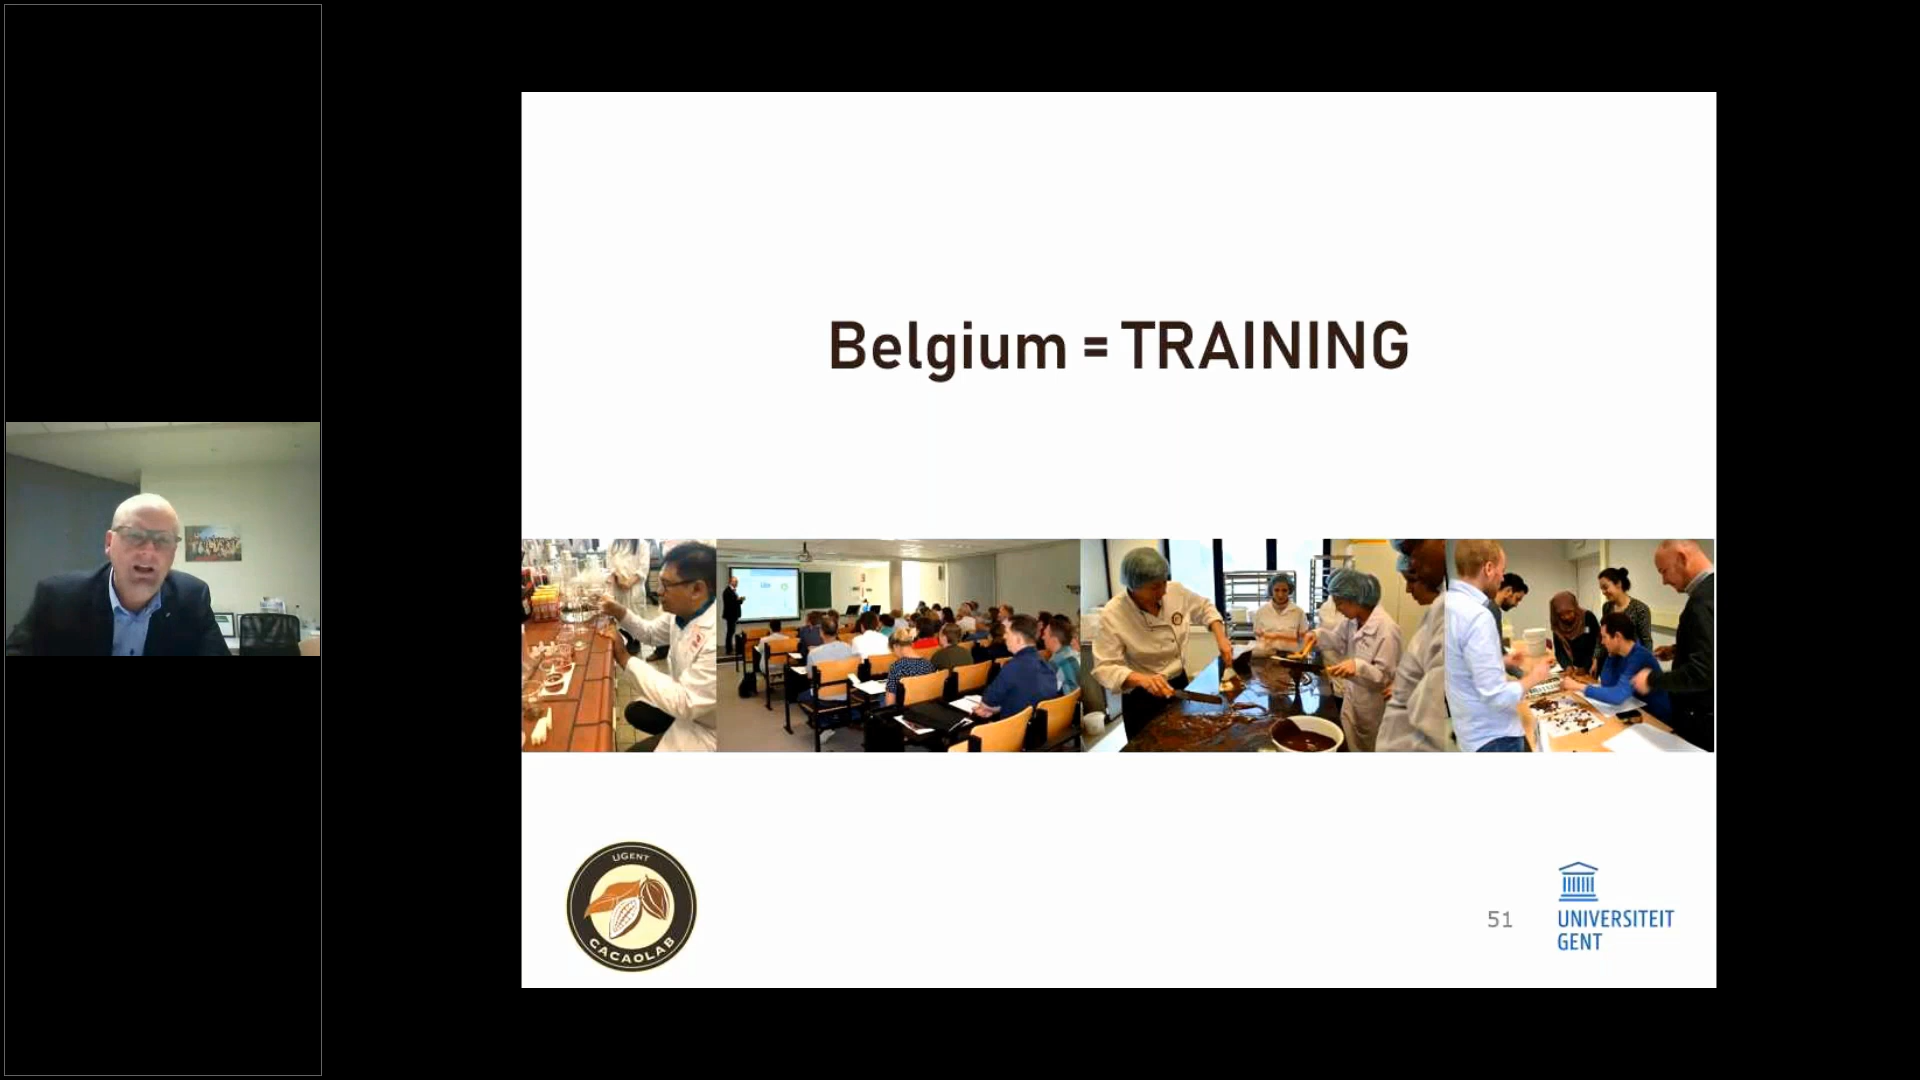 Belgium = TRAINING
UGENT
CACAOLAB
51
UNIVERSITEIT
GENT